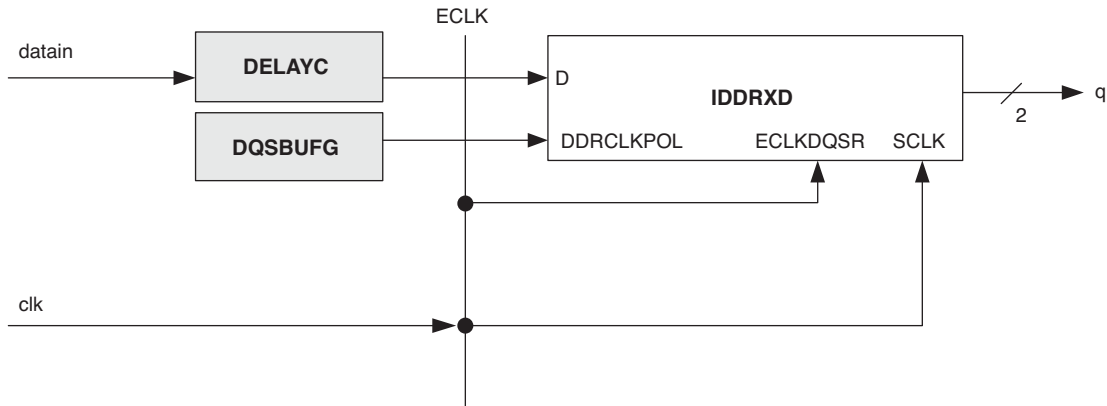 ECLK
datain
DELAYC
D
IDDRXD
q
2
DQSBUFG
DDRCLKPOL
ECLKDQSR
SCLK
clk